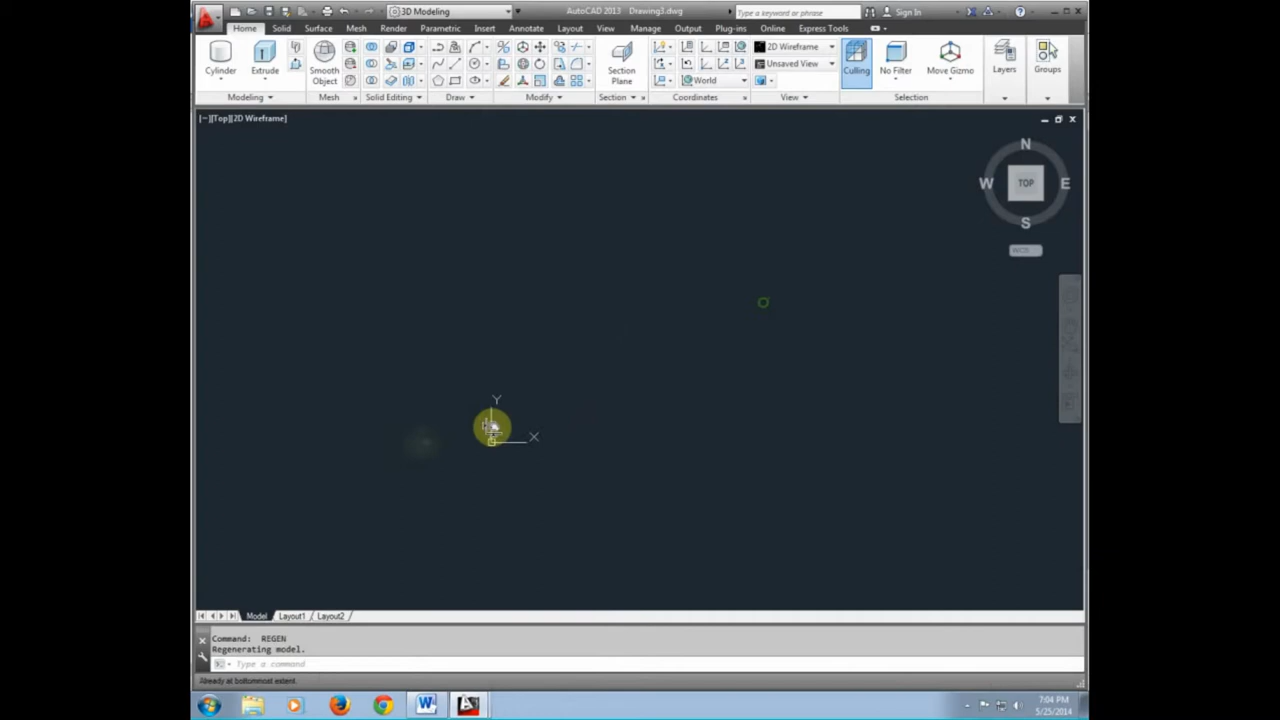 3D Modeling
AutoCAD 2013 Drawing3.dwg
Type a keyword or phrase
Sign In
Home Solid Surface Mesh Render Parametric Insert Annotate Layout View Manage Output Plug-ins Online Express Tools
Cylinder
Extrude
Smooth
Object
Section
Plane
World
2D Wireframe
Unsaved View
Culling
No Filter
Move Gizmo
Layers
Groups
Modeling Mesh Solid Editing Draw Modify Section Coordinates View Selection
[−][Top][2D Wireframe]
N
W TOP E
S
WCS
Y
X
Model Layout1 Layout2
Command: REGEN
Regenerating model.
Type a command
Already at bottommost extent.
7:04 PM
5/25/2014